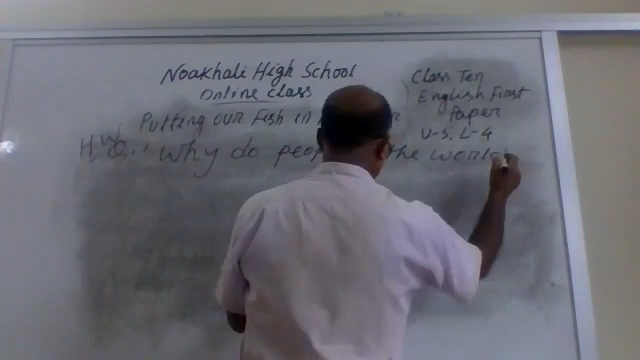 Noakhali High School
Online class
Class Ten
English First
Paper
U-5, L-4
Putting our fish in
H.W. Q: Why do peop the world